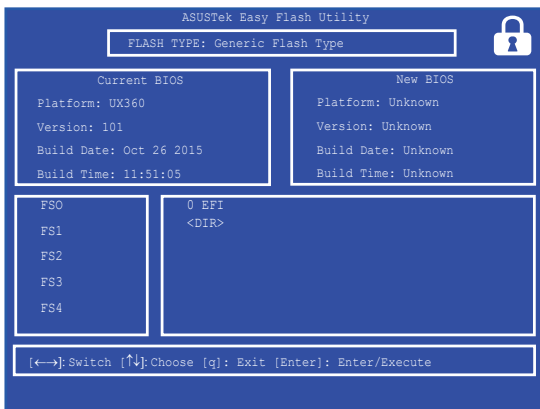 ASUSTek Easy Flash Utility
FLASH TYPE: Generic Flash Type
Current BIOS
Platform: UX360
Version: 101
Build Date: Oct 26 2015
Build Time: 11:51:05
New BIOS
Platform: Unknown
Version: Unknown
Build Date: Unknown
Build Time: Unknown
FSO
FS1
FS2
FS3
FS4
0 EFI
<DIR>
[←→]:Switch [↑↓]:Choose [q]: Exit [Enter]: Enter/Execute